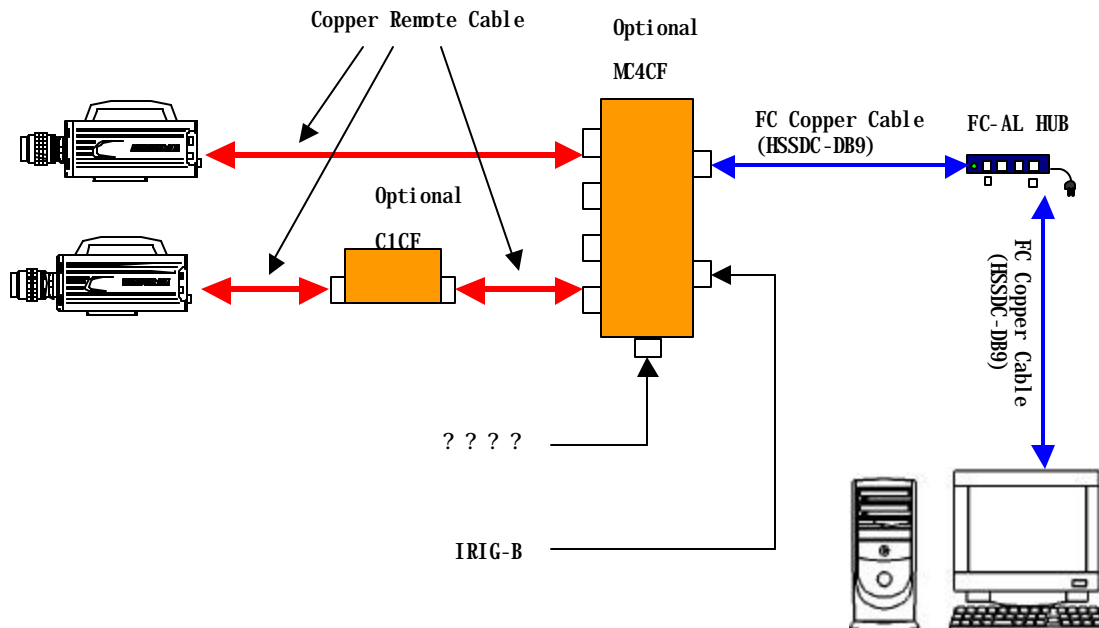 Copper Remote Cable
Optional
MC4CF
FC Copper Cable
(HSSDC-DB9)
FC-AL HUB
Optional
C1CF
FC Copper Cable
(HSSDC-DB9)
? ? ? ?
IRIG-B